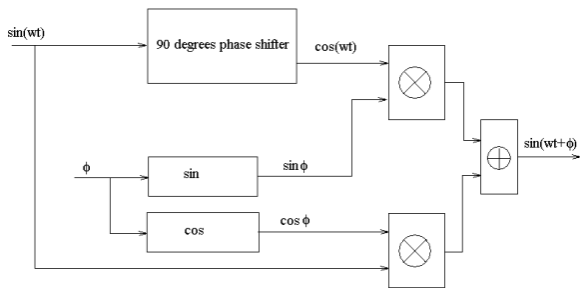 sin(wt)
90 degrees phase shifter
cos(wt)
sin(wt+ϕ)
ϕ
sin
sin ϕ
cos
cos ϕ